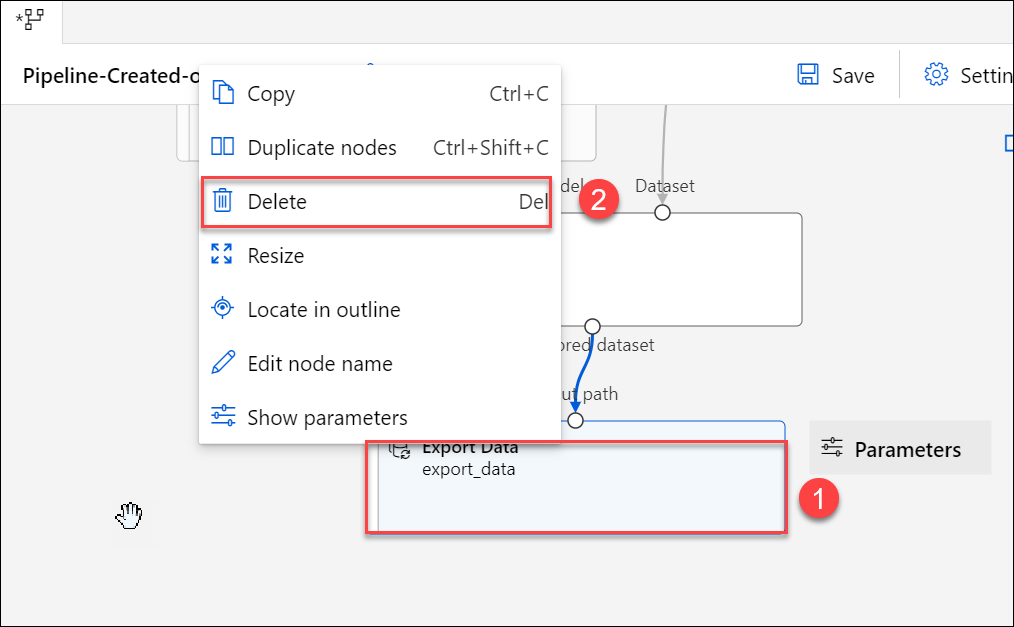 Pipeline-Created-o
Save
Settin
Copy Ctrl+C
Duplicate nodes Ctrl+Shift+C
del Dataset
Delete Del
2
Resize
Locate in outline
ored dataset
Edit node name
ut path
Show parameters
Export Data
export_data
Parameters
1